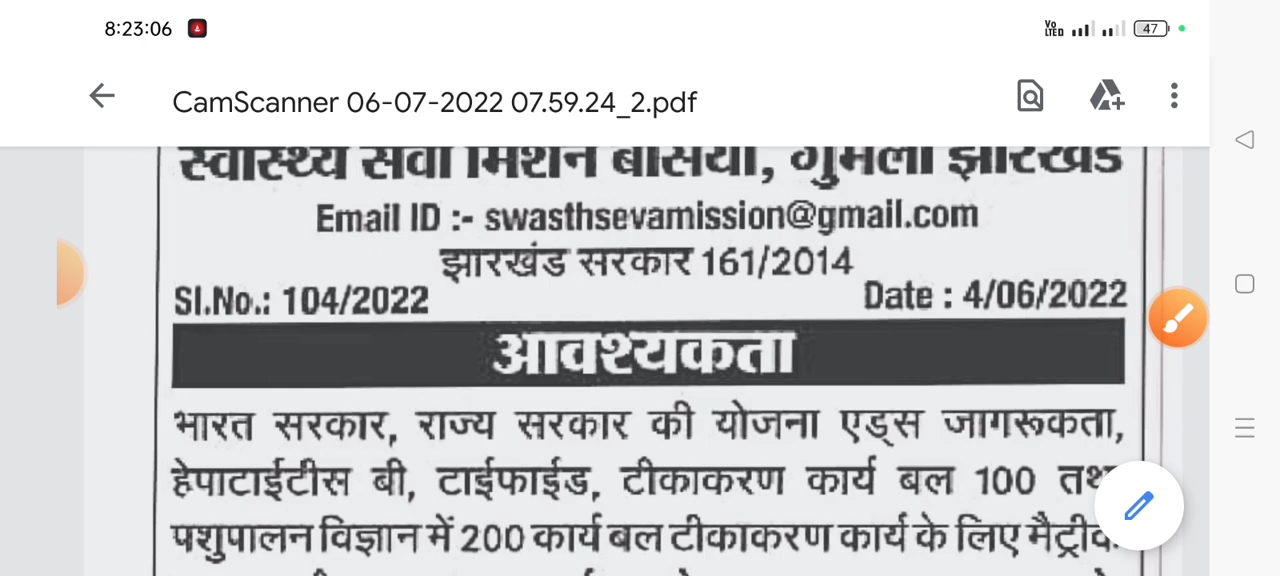 8:23:06
Vo LTED 47
CamScanner 06-07-2022 07.59.24_2.pdf
स्वास्थ्य सेवा मिशन बसिया, गुमला झारखंड
Email ID :- swasthsevamission@gmail.com
झारखंड सरकार 161/2014
Sl.No.: 104/2022 Date : 4/06/2022
आवश्यकता
भारत सरकार, राज्य सरकार की योजना एड्स जागरूकता,
हेपाटाईटीस बी, टाईफाईड, टीकाकरण कार्य बल 100
पशुपालन विज्ञान में 200 कार्य बल टीकाकरण कार्य के लिए